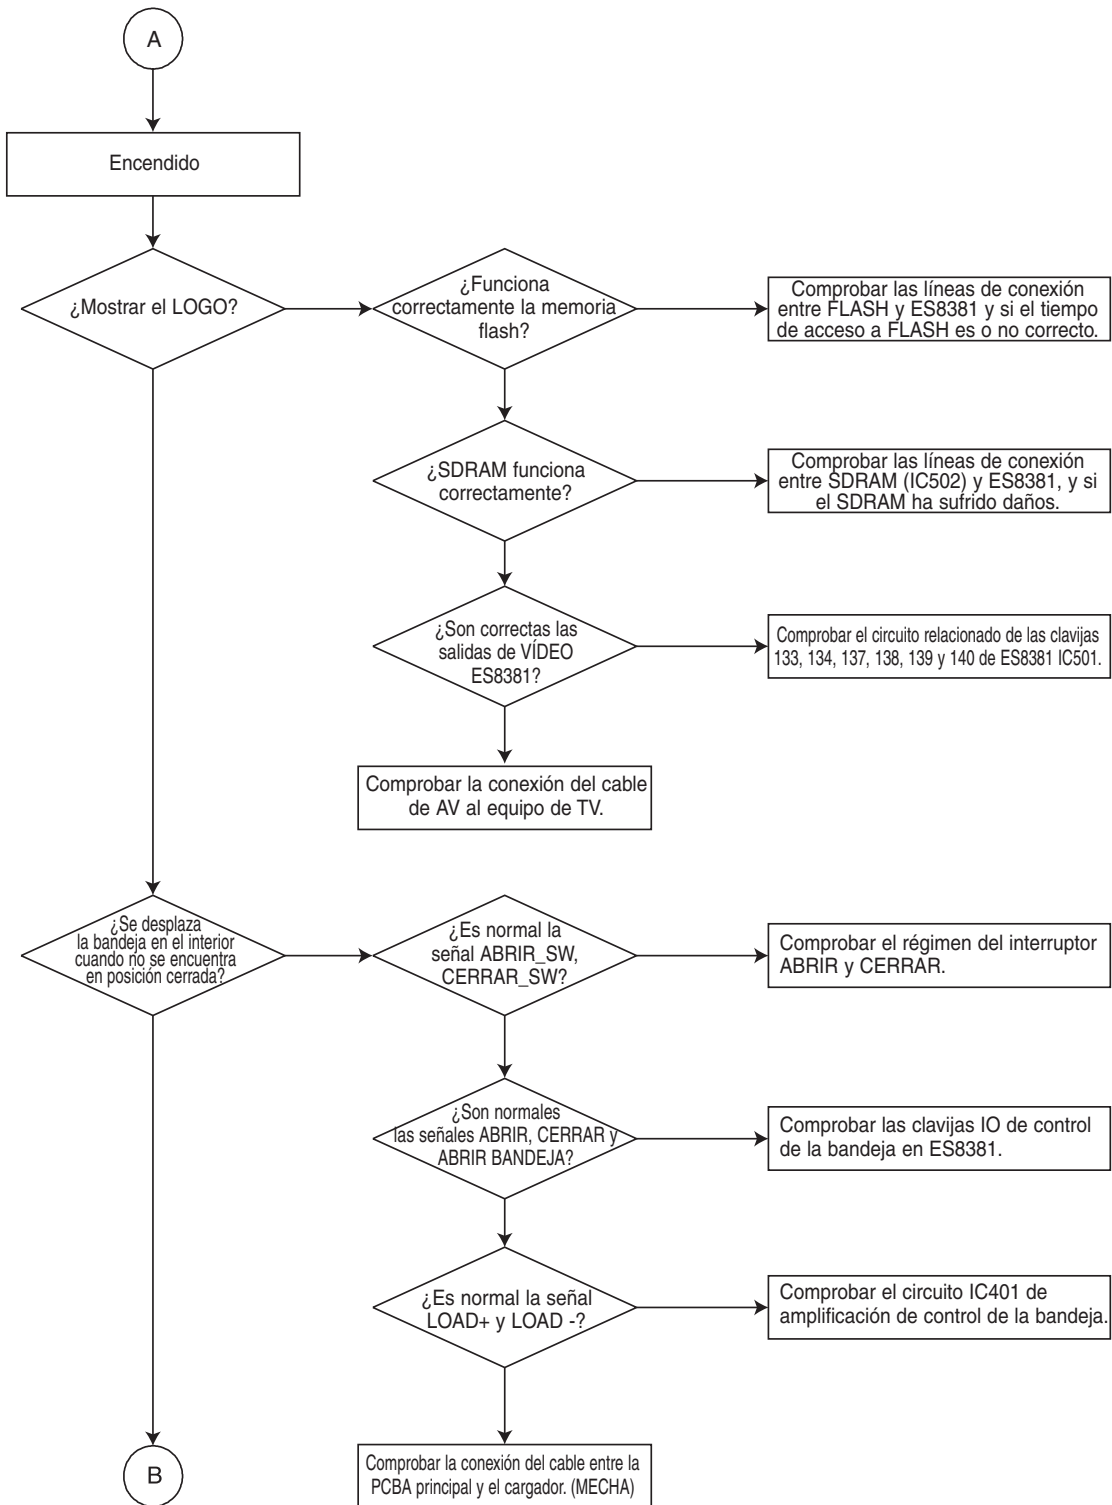 A
Encendido
¿Mostrar el LOGO?
¿Funciona
correctamente la memoria
flash?
Comprobar las líneas de conexión
entre FLASH y ES8381 y si el tiempo
de acceso a FLASH es o no correcto.
¿SDRAM funciona
correctamente?
Comprobar las líneas de conexión
entre SDRAM (IC502) y ES8381, y si
el SDRAM ha sufrido daños.
¿Son correctas las
salidas de VÍDEO
ES8381?
Comprobar el circuito relacionado de las clavijas
133, 134, 137, 138, 139 y 140 de ES8381 IC501.
Comprobar la conexión del cable
de AV al equipo de TV.
¿Se desplaza
la bandeja en el interior
cuando no se encuentra
en posición cerrada?
¿Es normal la
señal ABRIR_SW,
CERRAR_SW?
Comprobar el régimen del interruptor
ABRIR y CERRAR.
¿Son normales
las señales ABRIR, CERRAR y
ABRIR BANDEJA?
Comprobar las clavijas IO de control
de la bandeja en ES8381.
¿Es normal la señal
LOAD+ y LOAD -?
Comprobar el circuito IC401 de
amplificación de control de la bandeja.
Comprobar la conexión del cable entre la
PCBA principal y el cargador. (MECHA)
B